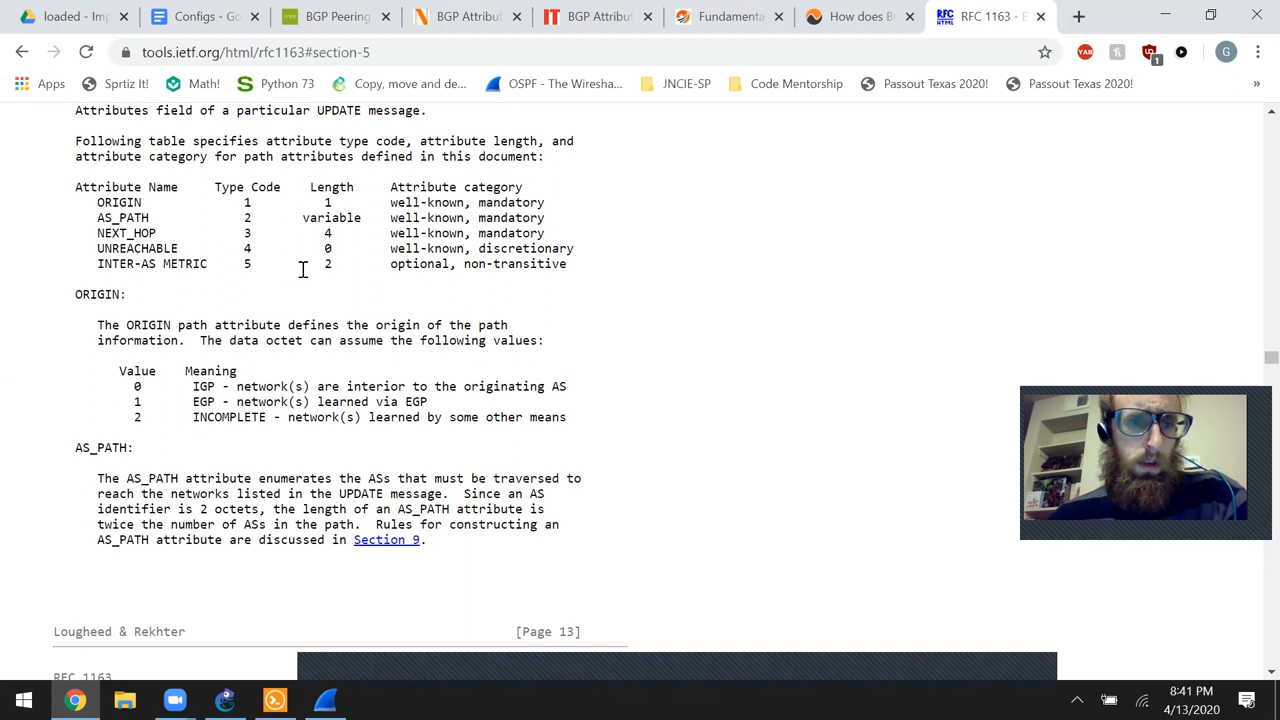 loaded - Imp
Configs - Go
BGP Peering
BGP Attribut
BGP Attribut
Fundamenta
How does B
RFC 1163 - B
tools.ietf.org/html/rfc1163#section-5
Apps
Sprtiz It!
Math!
Python 73
Copy, move and de...
OSPF - The Wiresha...
JNCIE-SP
Code Mentorship
Passout Texas 2020!
Passout Texas 2020!
»
Attributes field of a particular UPDATE message.
Following table specifies attribute type code, attribute length, and
attribute category for path attributes defined in this document:
Attribute Name Type Code Length Attribute category
ORIGIN 1 1 well-known, mandatory
AS_PATH 2 variable well-known, mandatory
NEXT_HOP 3 4 well-known, mandatory
UNREACHABLE 4 0 well-known, discretionary
INTER-AS METRIC 5 2 optional, non-transitive
ORIGIN:
The ORIGIN path attribute defines the origin of the path
information. The data octet can assume the following values:
Value Meaning
0 IGP - network(s) are interior to the originating AS
1 EGP - network(s) learned via EGP
2 INCOMPLETE - network(s) learned by some other means
AS_PATH:
The AS_PATH attribute enumerates the ASs that must be traversed to
reach the networks listed in the UPDATE message. Since an AS
identifier is 2 octets, the length of an AS_PATH attribute is
twice the number of ASs in the path. Rules for constructing an
AS_PATH attribute are discussed in Section 9.
Lougheed & Rekhter [Page 13]
RFC 1163
8:41 PM
4/13/2020